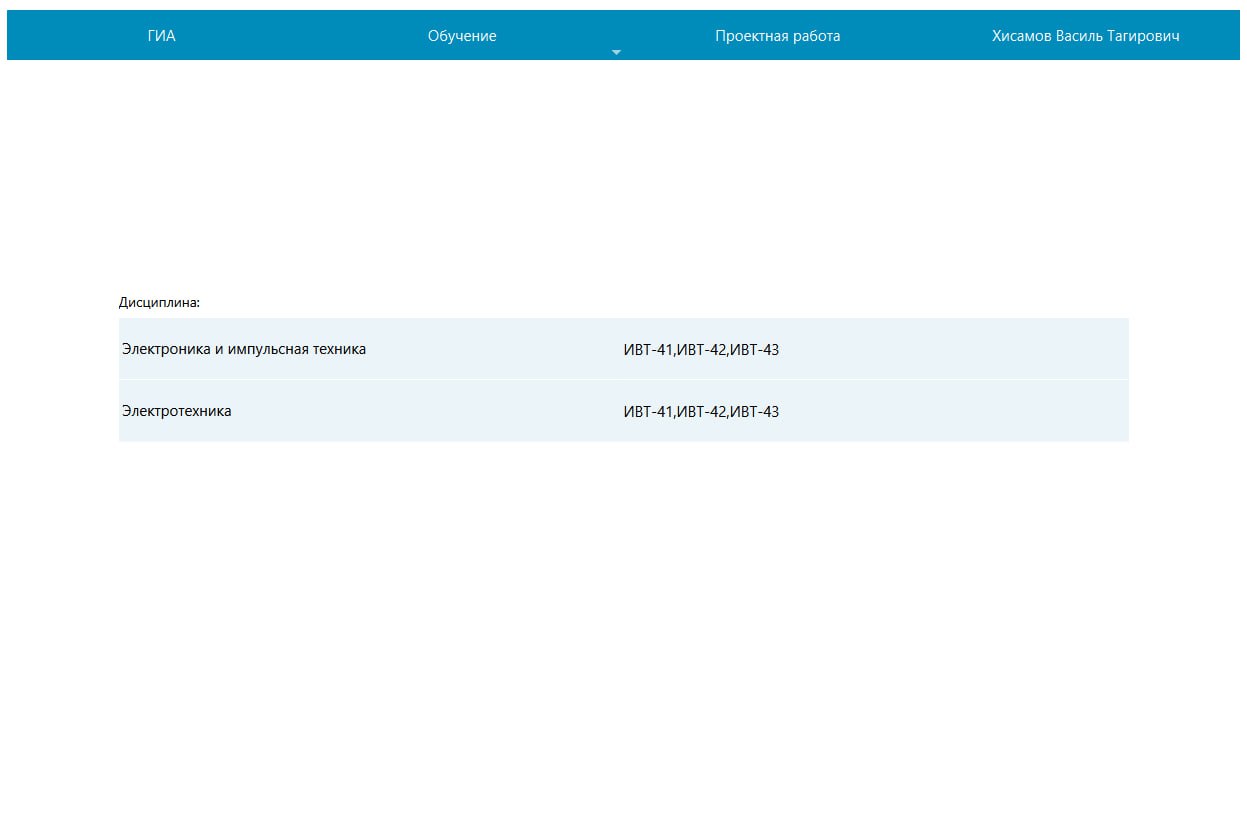 ГИА Обучение Проектная работа Хисамов Василь Тагирович
Дисциплина:
Электроника и импульсная техника ИВТ-41,ИВТ-42,ИВТ-43
Электротехника ИВТ-41,ИВТ-42,ИВТ-43